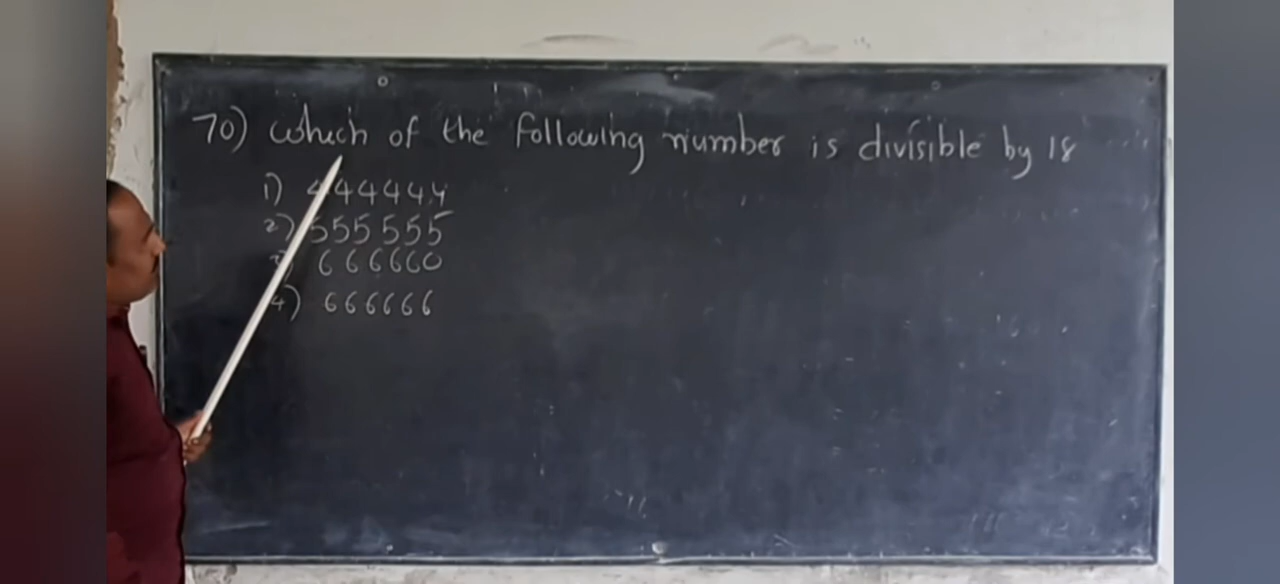 70) Which of the following number is divisible by 18
1) 444444
2) 555555
3) 666660
4) 666666